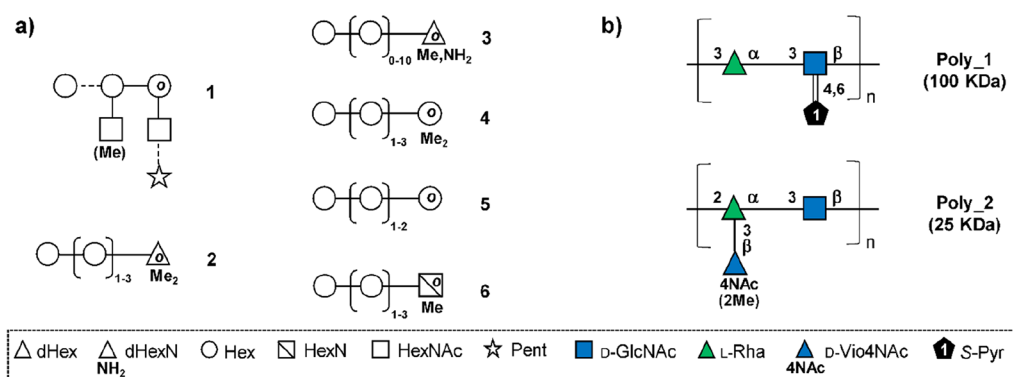 a)
1
(Me)
2
1-3
Me₂
3
0-10
Me,NH₂
4
1-3
Me₂
5
1-2
6
1-3
Me
o
o
o
o
o
o
b)
3 α 3 β
4,6
1
n
Poly_1
(100 KDa)
2 α 3 β
3
β
4NAc
(2Me)
n
Poly_2
(25 KDa)
dHex dHexN Hex HexN HexNAc Pent D-GlcNAc L-Rha D-Vio4NAc 1 S-Pyr
NH₂ 4NAc